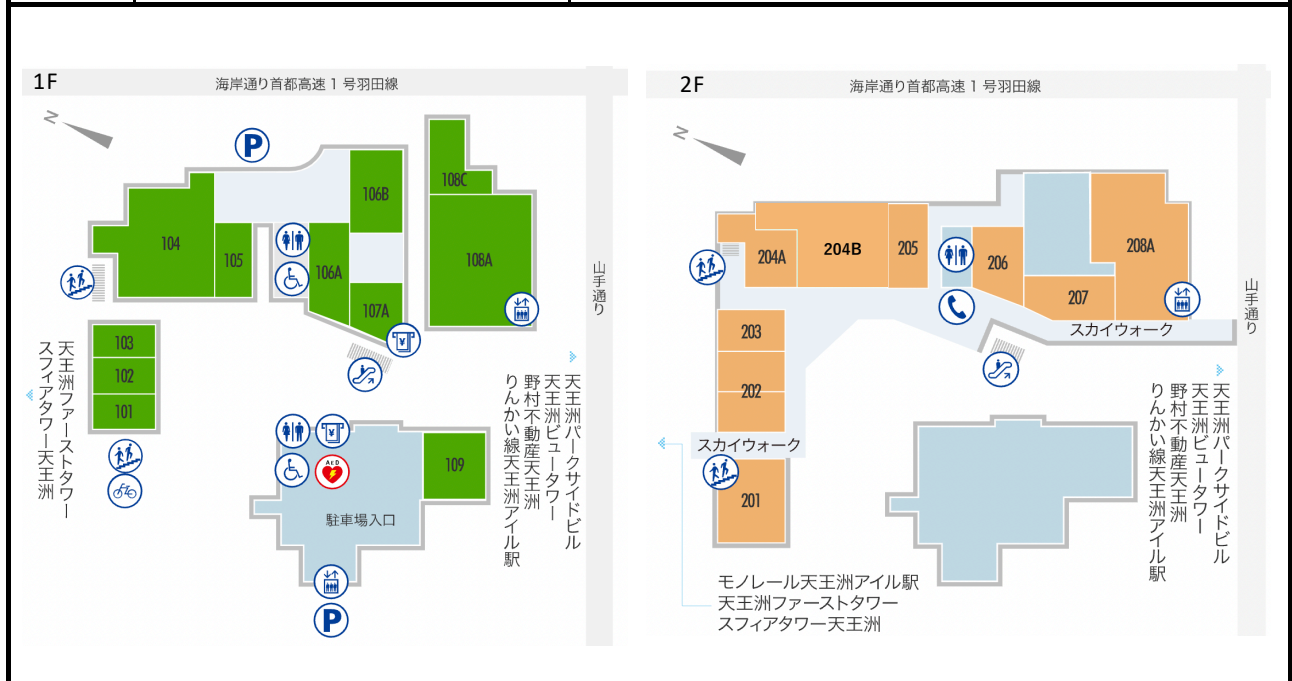 1F
海岸通り首都高速1号羽田線
N
P
106B
108C
104
105
106A
108A
107A
¥
103
102
101
山手通り
天王洲ファーストタワー
スフィアタワー天王洲
¥
AED
109
駐車場入口
P
天王洲パークサイドビル
天王洲ビュータワー
野村不動産天王洲
りんかい線天王洲アイル駅
2F
海岸通り首都高速1号羽田線
N
204A
204B
205
206
208A
207
203
202
201
スカイウォーク
スカイウォーク
山手通り
天王洲パークサイドビル
天王洲ビュータワー
野村不動産天王洲
りんかい線天王洲アイル駅
モノレール天王洲アイル駅
天王洲ファーストタワー
スフィアタワー天王洲